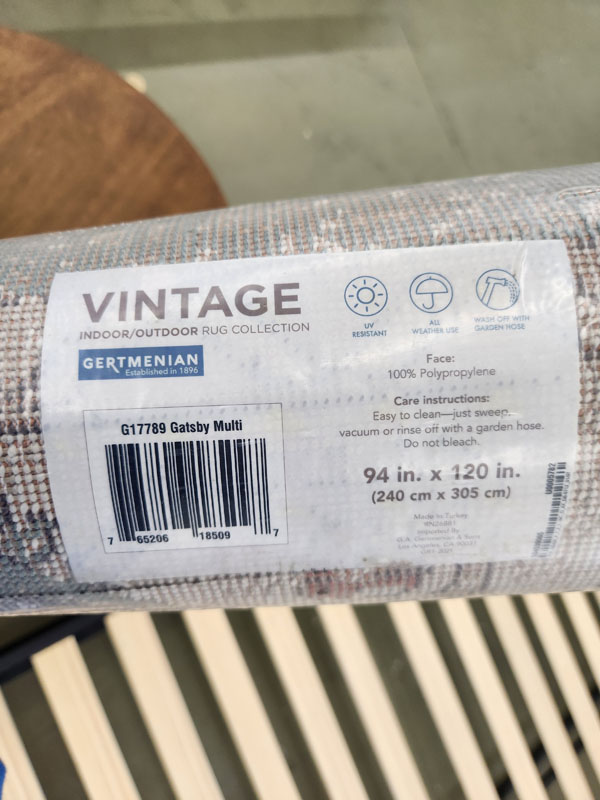 VINTAGE
INDOOR/OUTDOOR RUG COLLECTION
GERTMENIAN
Established in 1896
UV
RESISTANT
ALL
WEATHER USE
WASH OFF WITH
GARDEN HOSE
Face:
100% Polypropylene
Care instructions:
Easy to clean—just sweep,
vacuum or rinse off with a garden hose.
Do not bleach.
94 in. x 120 in.
(240 cm x 305 cm)
Made in Turkey
Imported By
G.A. Gertmenian & Sons
Los Angeles, CA 90031
G17789 Gatsby Multi
7 65206 18509 7